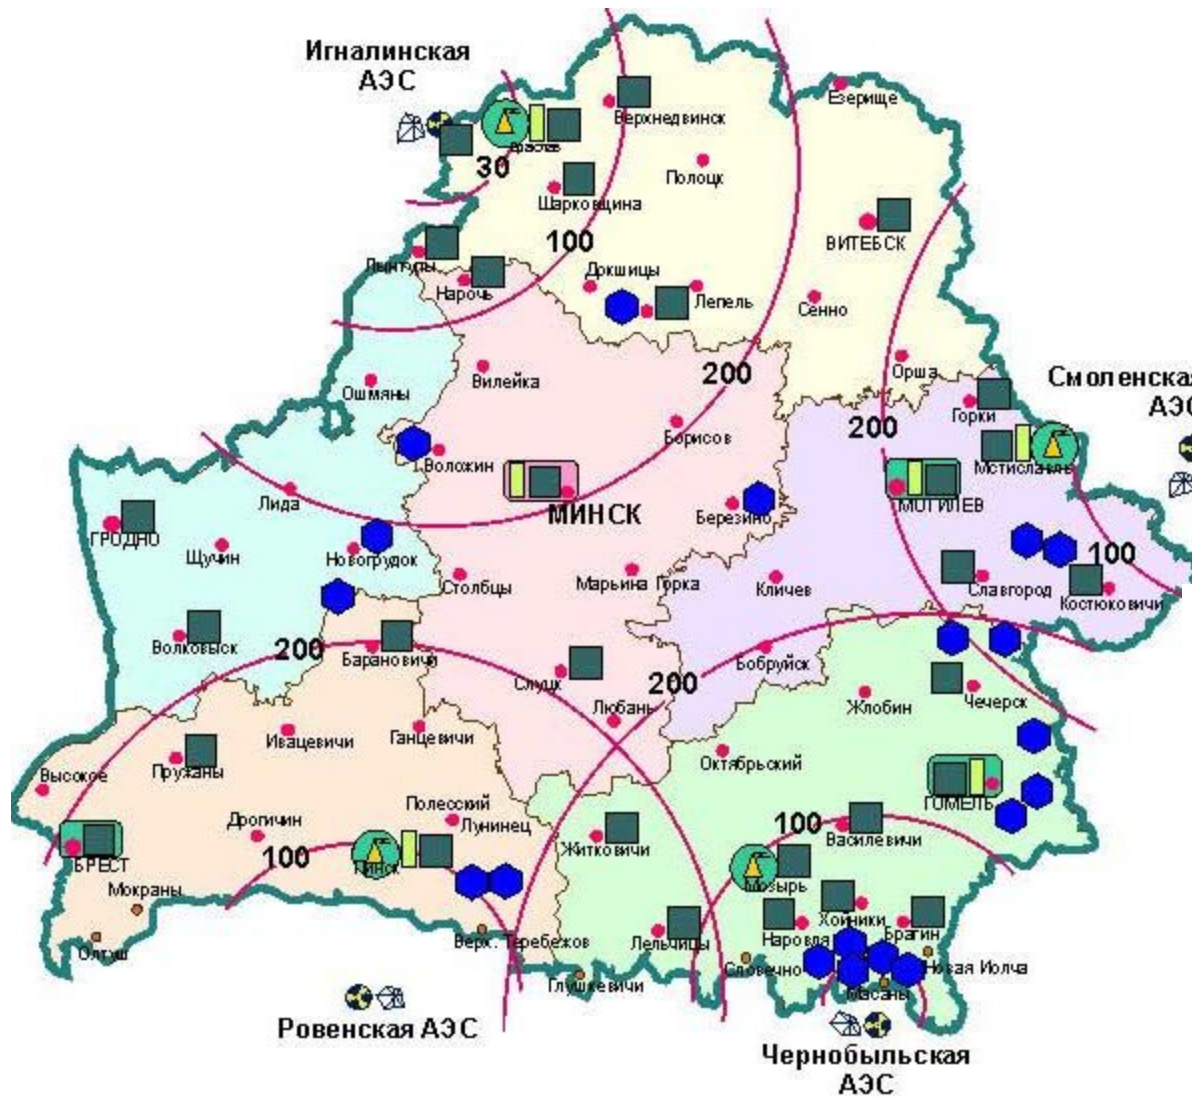 Игналинская
АЭС
Езерище
Верхнедвинск
Браслав
30
Полоцк
Шарковщина
ВИТЕБСК
100
Лынтупы
Докшицы
Нарочь
Лепель
Сенно
Орша
200
Вилейка
Смоленская
АЭС
Ошмяны
Горки
200
Борисов
Воложин
Мстиславль
Лида
МОГИЛЕВ
МИНСК
Березино
ГРОДНО
Щучин
Новогрудок
100
Столбцы
Марьина Горка
Кличев
Славгород
Костюковичи
Волковыск
200
Барановичи
Бобруйск
Слуцк
200
Чечерск
Любань
Жлобин
Ивацевичи
Ганцевичи
Октябрьский
Высокое
Пружаны
Полесский
ГОМЕЛЬ
Дрогичин
Лунинец
100
Василевичи
Житковичи
100
БРЕСТ
ПИНСК
Мозырь
Мокраны
Хойники
Брагин
Наровля
Олтуш
Верх. Теребежов
Лельчицы
Словечно
Новая Иолча
Глушкевичи
Масаны
Ровенская АЭС
Чернобыльская
АЭС